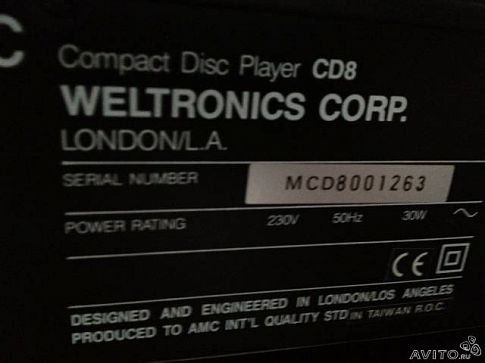 C
Compact Disc Player CD8
WELTRONICS CORP.
LONDON/L.A.
SERIAL NUMBER MCD8001263
POWER RATING 230V 50Hz 30W ~
CE
DESIGNED AND ENGINEERED IN LONDON/LOS ANGELES
PRODUCED TO AMC INT'L QUALITY STD IN TAIWAN R.O.C.
AVITO.ru